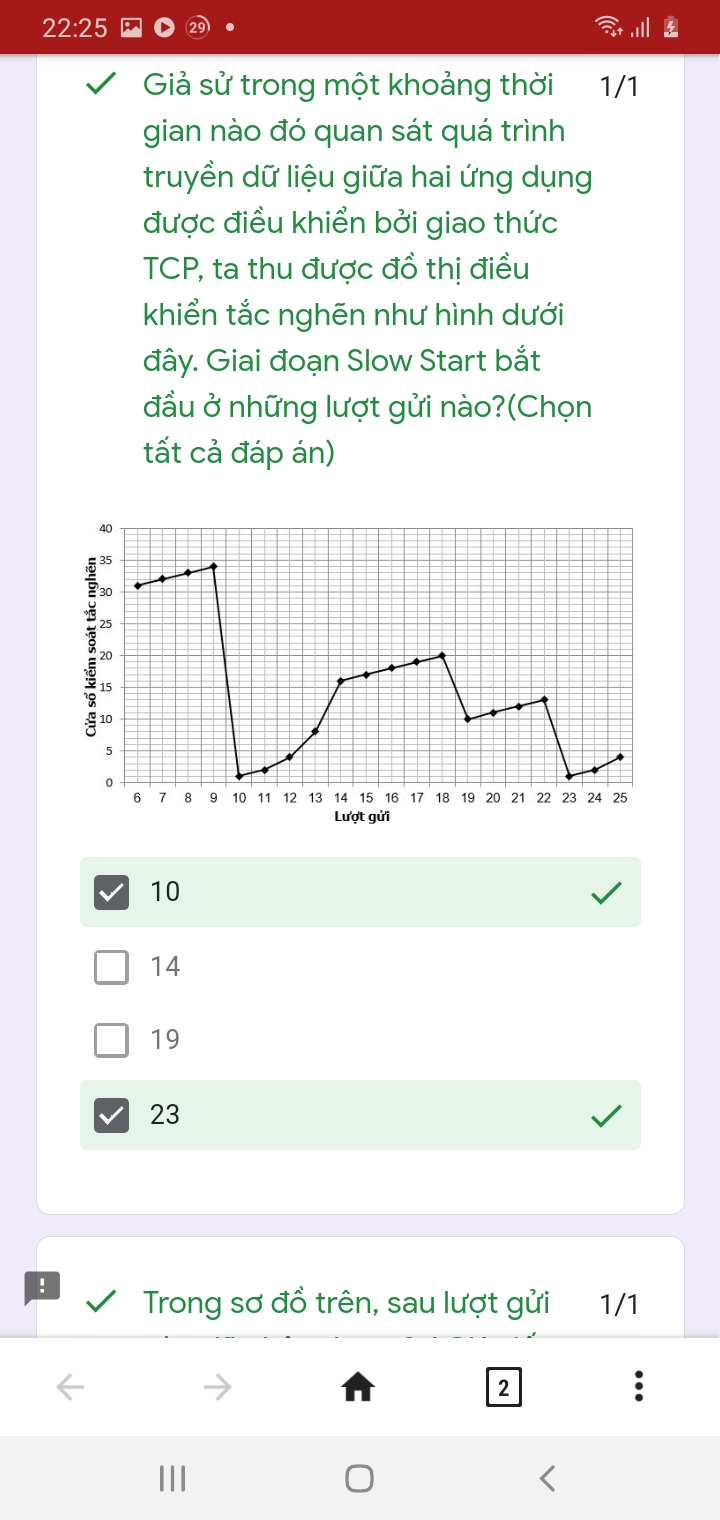 22:25
29
Giả sử trong một khoảng thời
1/1
gian nào đó quan sát quá trình
truyền dữ liệu giữa hai ứng dụng
được điều khiển bởi giao thức
TCP, ta thu được đồ thị điều
khiển tắc nghẽn như hình dưới
đây. Giai đoạn Slow Start bắt
đầu ở những lượt gửi nào?(Chọn
tất cả đáp án)
Cửa sổ kiểm soát tắc nghẽn
40
35
30
25
20
15
10
5
0
6 7 8 9 10 11 12 13 14 15 16 17 18 19 20 21 22 23 24 25
Lượt gửi
10
14
19
23
Trong sơ đồ trên, sau lượt gửi
1/1
2